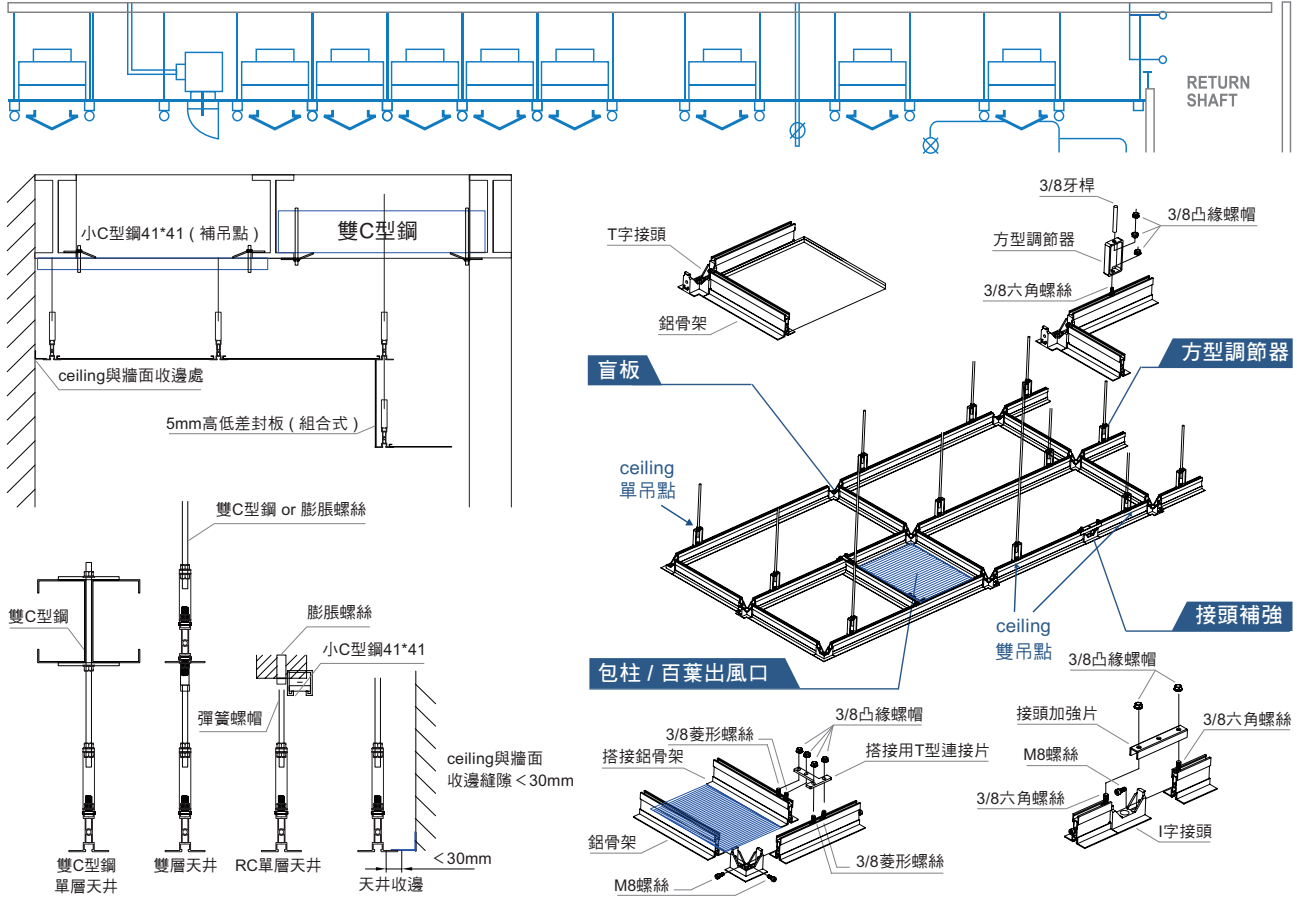 RETURN
SHAFT
小C型鋼41*41 ( 補吊點 )
雙C型鋼
ceiling與牆面收邊處
5mm高低差封板 ( 組合式 )
T字接頭
鋁骨架
3/8牙桿
3/8凸緣螺帽
方型調節器
3/8六角螺絲
盲板
方型調節器
ceiling
單吊點
ceiling
雙吊點
接頭補強
包柱 / 百葉出風口
雙C型鋼 or 膨脹螺絲
雙C型鋼
膨脹螺絲
小C型鋼41*41
彈簧螺帽
ceiling與牆面
收邊縫隙＜30mm
＜30mm
雙C型鋼
單層天井
雙層天井
RC單層天井
天井收邊
3/8凸緣螺帽
3/8菱形螺絲
搭接鋁骨架
搭接用T型連接片
鋁骨架
3/8菱形螺絲
M8螺絲
3/8凸緣螺帽
接頭加強片
3/8六角螺絲
M8螺絲
3/8六角螺絲
I字接頭